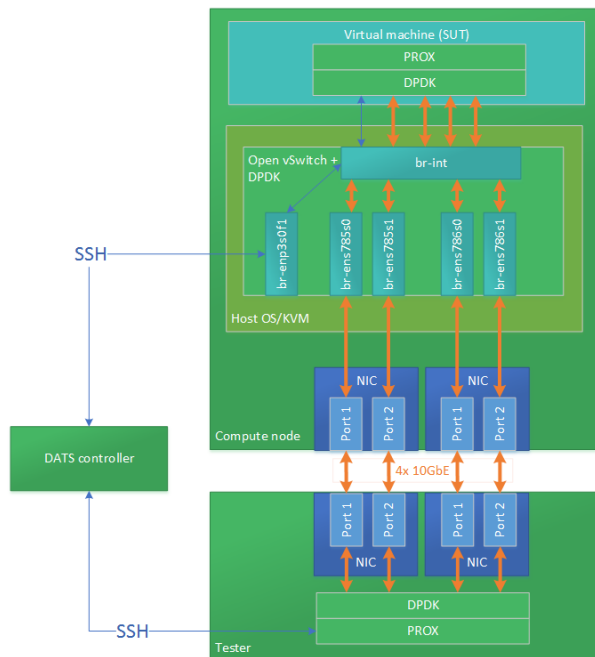 Virtual machine (SUT)
PROX
DPDK
Open vSwitch +
DPDK
br-int
br-enp3s0f1
br-ens785s0
br-ens785s1
br-ens786s0
br-ens786s1
SSH
Host OS/KVM
NIC
NIC
Port 1
Port 2
Port 1
Port 2
Compute node
DATS controller
4x 10GbE
Port 1
Port 2
Port 1
Port 2
NIC
NIC
DPDK
PROX
SSH
Tester